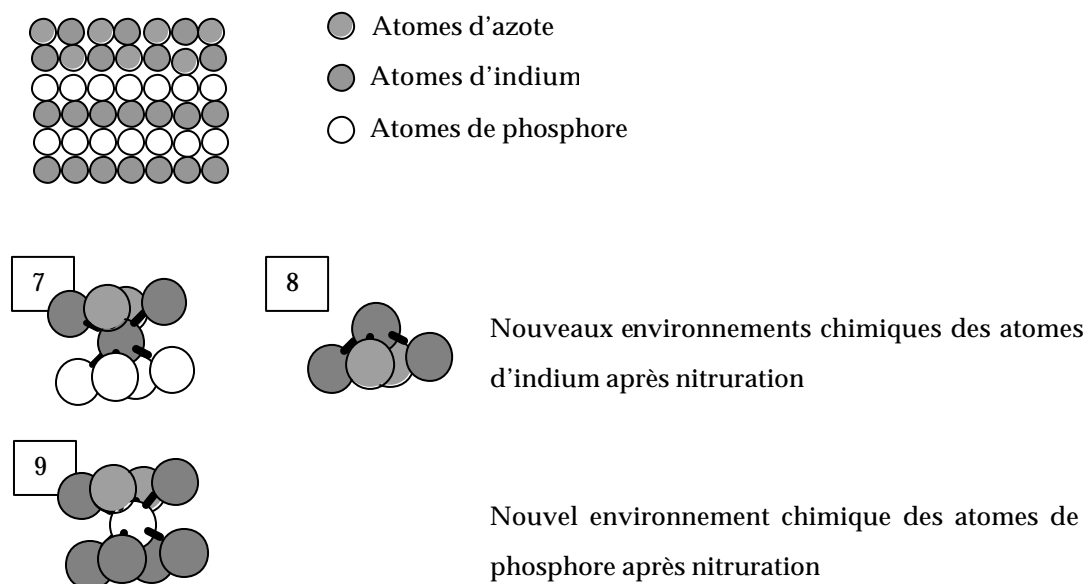 Atomes d'azote
Atomes d'indium
Atomes de phosphore
7
8
Nouveaux environnements chimiques des atomes
d'indium après nitruration
9
Nouvel environnement chimique des atomes de
phosphore après nitruration